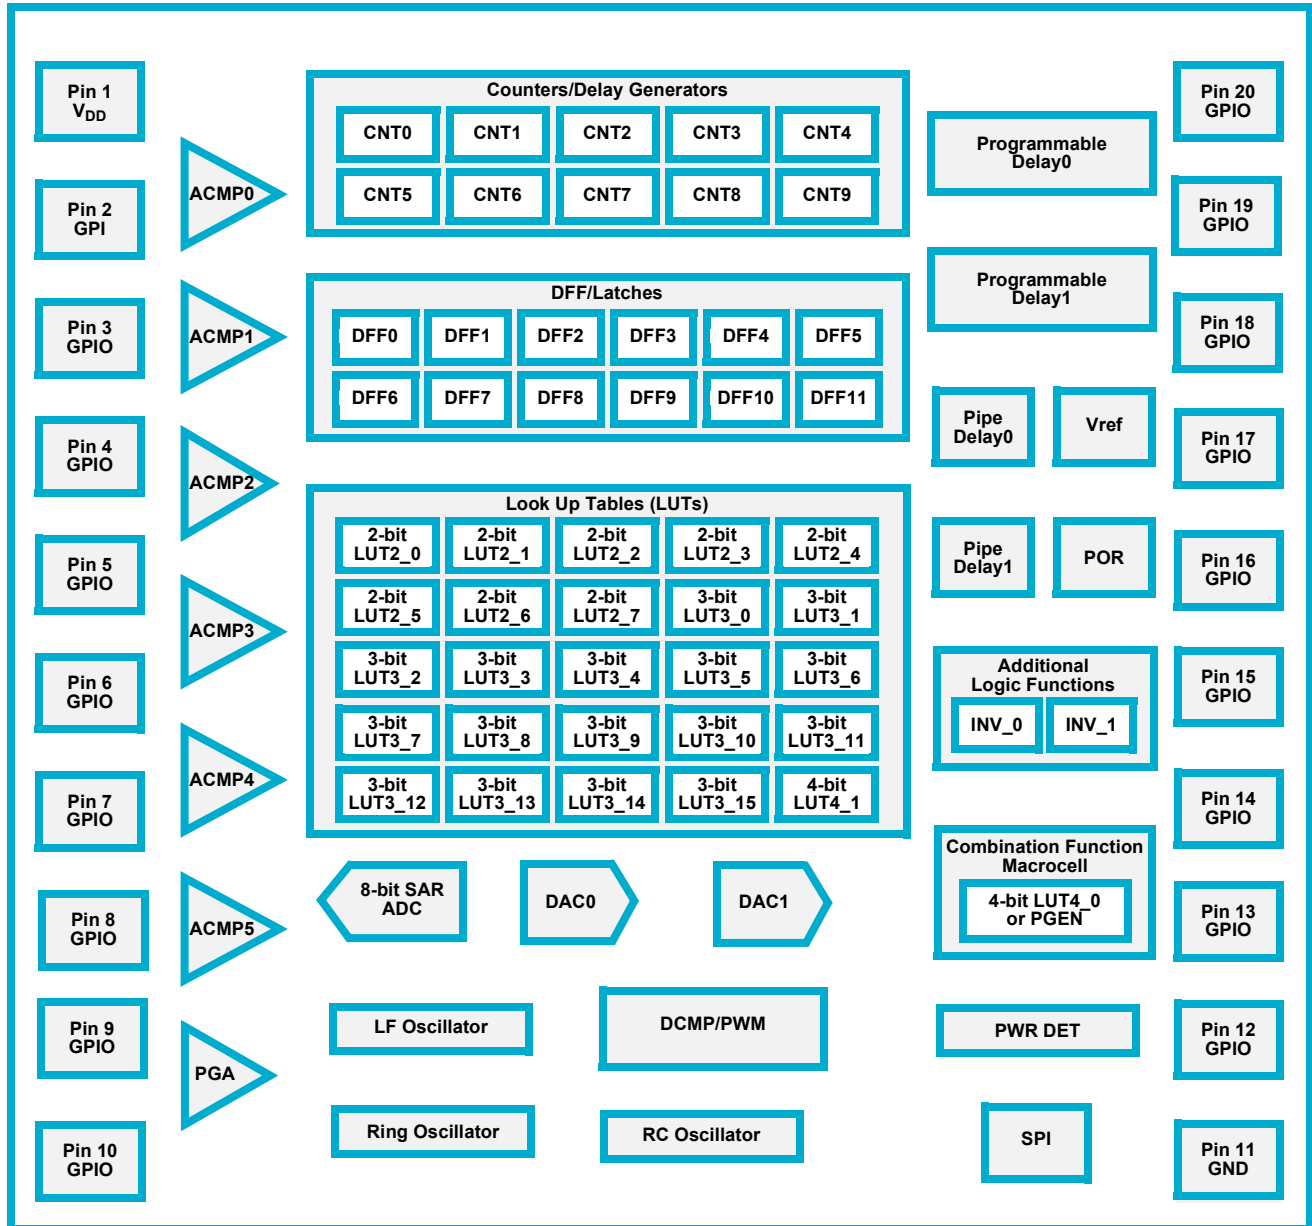 Pin 1
VDD
Pin 2
GPI
Pin 3
GPIO
Pin 4
GPIO
Pin 5
GPIO
Pin 6
GPIO
Pin 7
GPIO
Pin 8
GPIO
Pin 9
GPIO
Pin 10
GPIO
ACMP0
ACMP1
ACMP2
ACMP3
ACMP4
ACMP5
PGA
Counters/Delay Generators
CNT0 CNT1 CNT2 CNT3 CNT4
CNT5 CNT6 CNT7 CNT8 CNT9
DFF/Latches
DFF0 DFF1 DFF2 DFF3 DFF4 DFF5
DFF6 DFF7 DFF8 DFF9 DFF10 DFF11
Look Up Tables (LUTs)
2-bit 2-bit 2-bit 2-bit 2-bit
LUT2_0 LUT2_1 LUT2_2 LUT2_3 LUT2_4
2-bit 2-bit 2-bit 3-bit 3-bit
LUT2_5 LUT2_6 LUT2_7 LUT3_0 LUT3_1
3-bit 3-bit 3-bit 3-bit 3-bit
LUT3_2 LUT3_3 LUT3_4 LUT3_5 LUT3_6
3-bit 3-bit 3-bit 3-bit 3-bit
LUT3_7 LUT3_8 LUT3_9 LUT3_10 LUT3_11
3-bit 3-bit 3-bit 3-bit 4-bit
LUT3_12 LUT3_13 LUT3_14 LUT3_15 LUT4_1
8-bit SAR
ADC
DAC0
DAC1
LF Oscillator
DCMP/PWM
Ring Oscillator
RC Oscillator
Programmable
Delay0
Programmable
Delay1
Pipe
Delay0
Vref
Pipe
Delay1
POR
Additional
Logic Functions
INV_0 INV_1
Combination Function
Macrocell
4-bit LUT4_0
or PGEN
PWR DET
SPI
Pin 20
GPIO
Pin 19
GPIO
Pin 18
GPIO
Pin 17
GPIO
Pin 16
GPIO
Pin 15
GPIO
Pin 14
GPIO
Pin 13
GPIO
Pin 12
GPIO
Pin 11
GND